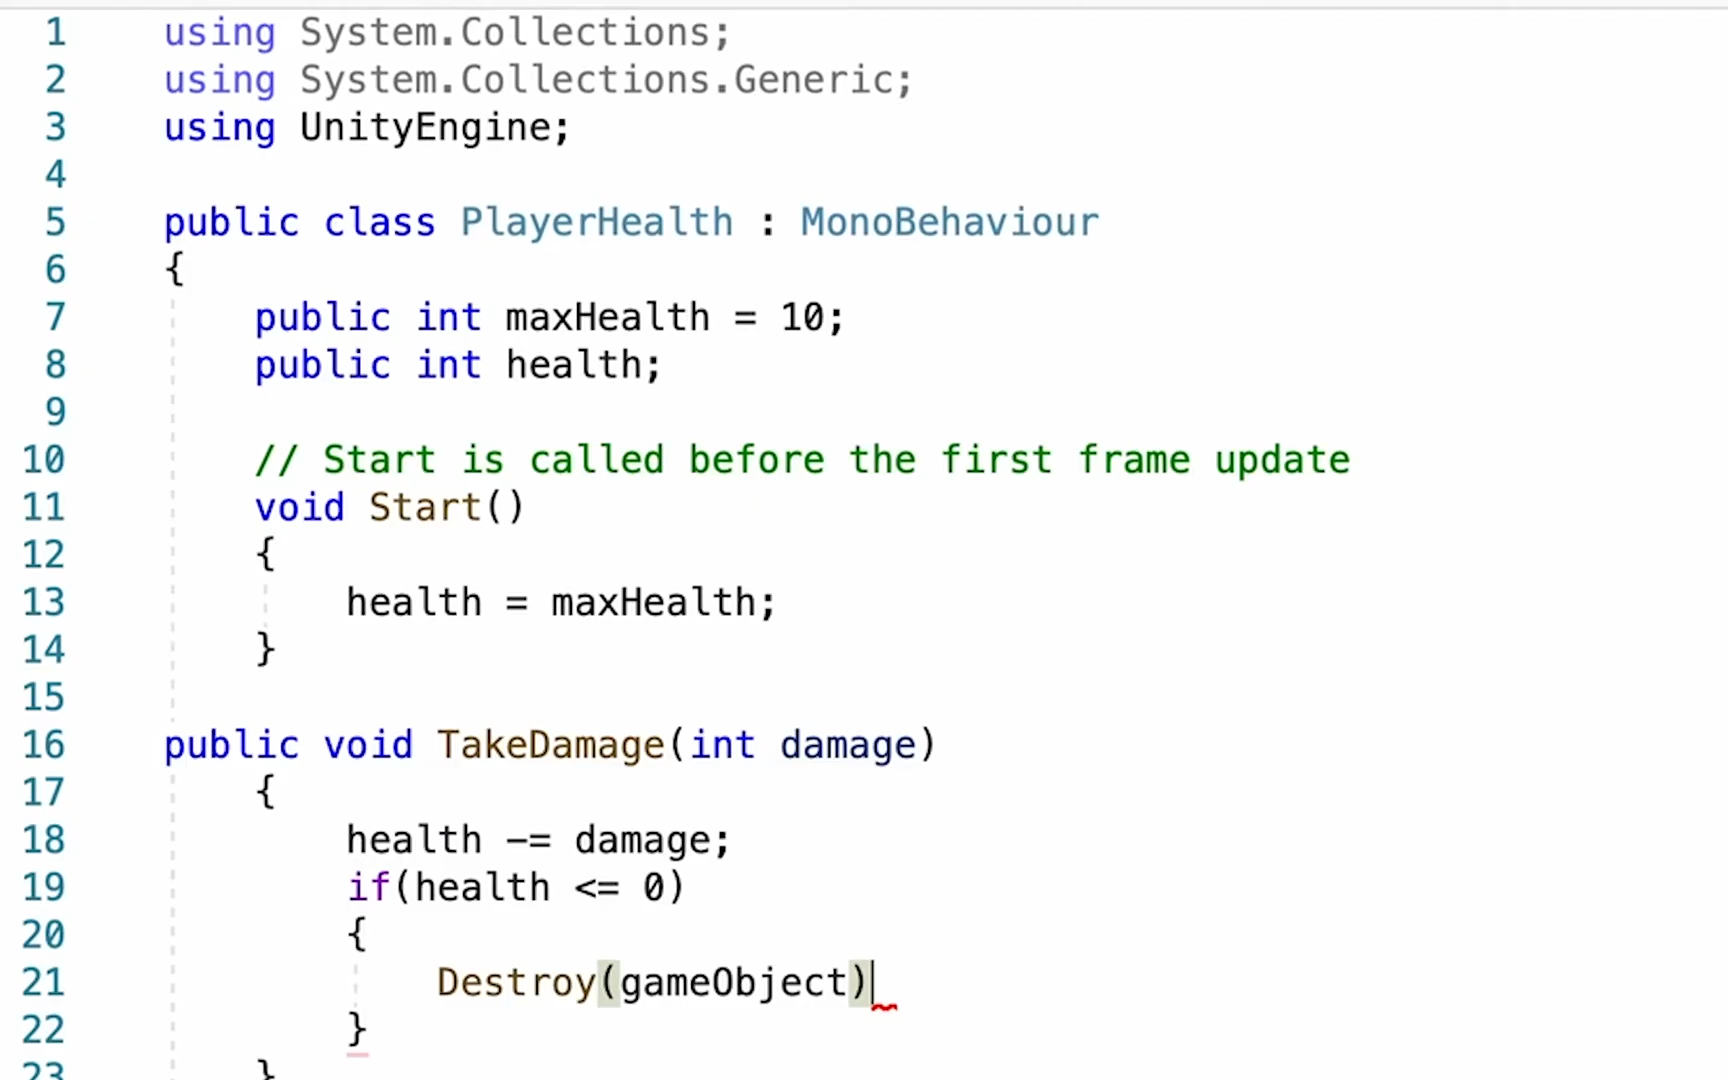 1 using System.Collections;
2 using System.Collections.Generic;
3 using UnityEngine;
4
5 public class PlayerHealth : MonoBehaviour
6 {
7 public int maxHealth = 10;
8 public int health;
9
10 // Start is called before the first frame update
11 void Start()
12 {
13 health = maxHealth;
14 }
15
16 public void TakeDamage(int damage)
17 {
18 health -= damage;
19 if(health <= 0)
20 {
21 Destroy(gameObject)
22 }
23 }